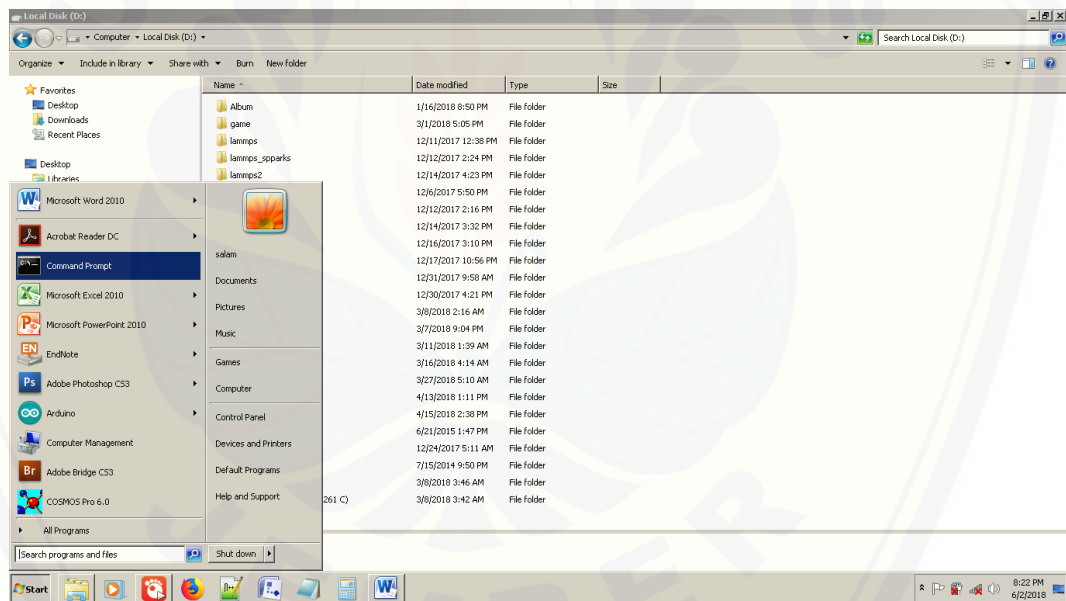 Local Disk (D:)
Computer Local Disk (D:)
Search Local Disk (D:)
Organize Include in library Share with Burn New folder
Name Date modified Type Size
Favorites
Desktop
Downloads
Recent Places
Desktop
Libraries
Album 1/16/2018 8:50 PM File folder
game 3/1/2018 5:05 PM File folder
lammps 12/11/2017 12:38 PM File folder
lammps_spparks 12/12/2017 2:24 PM File folder
lammps2 12/14/2017 4:23 PM File folder
12/6/2017 5:50 PM File folder
12/12/2017 2:16 PM File folder
12/14/2017 3:32 PM File folder
12/16/2017 3:10 PM File folder
12/17/2017 10:56 PM File folder
12/31/2017 9:58 AM File folder
12/30/2017 4:21 PM File folder
3/8/2018 2:16 AM File folder
3/7/2018 9:04 PM File folder
3/11/2018 1:39 AM File folder
3/16/2018 4:14 AM File folder
3/27/2018 5:10 AM File folder
4/13/2018 1:11 PM File folder
4/15/2018 2:38 PM File folder
6/21/2015 1:47 PM File folder
12/24/2017 5:11 AM File folder
7/15/2014 9:50 PM File folder
3/8/2018 3:46 AM File folder
261 C) 3/8/2018 3:42 AM File folder
Microsoft Word 2010
Acrobat Reader DC
Command Prompt
Microsoft Excel 2010
Microsoft PowerPoint 2010
EndNote
Adobe Photoshop CS3
Arduino
Computer Management
Adobe Bridge CS3
COSMOS Pro 6.0
All Programs
Search programs and files
salam
Documents
Pictures
Music
Games
Computer
Control Panel
Devices and Printers
Default Programs
Help and Support
Shut down
Start
8:22 PM
6/2/2018